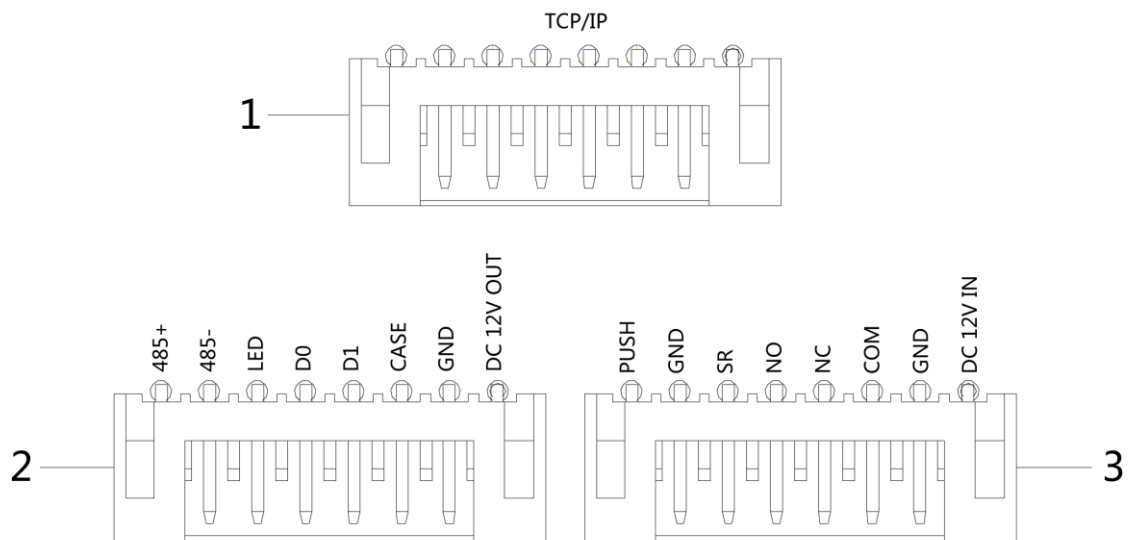 TCP/IP
1
485+
485-
LED
D0
D1
CASE
GND
DC 12V OUT
PUSH
GND
SR
NO
NC
COM
GND
DC 12V IN
2
3